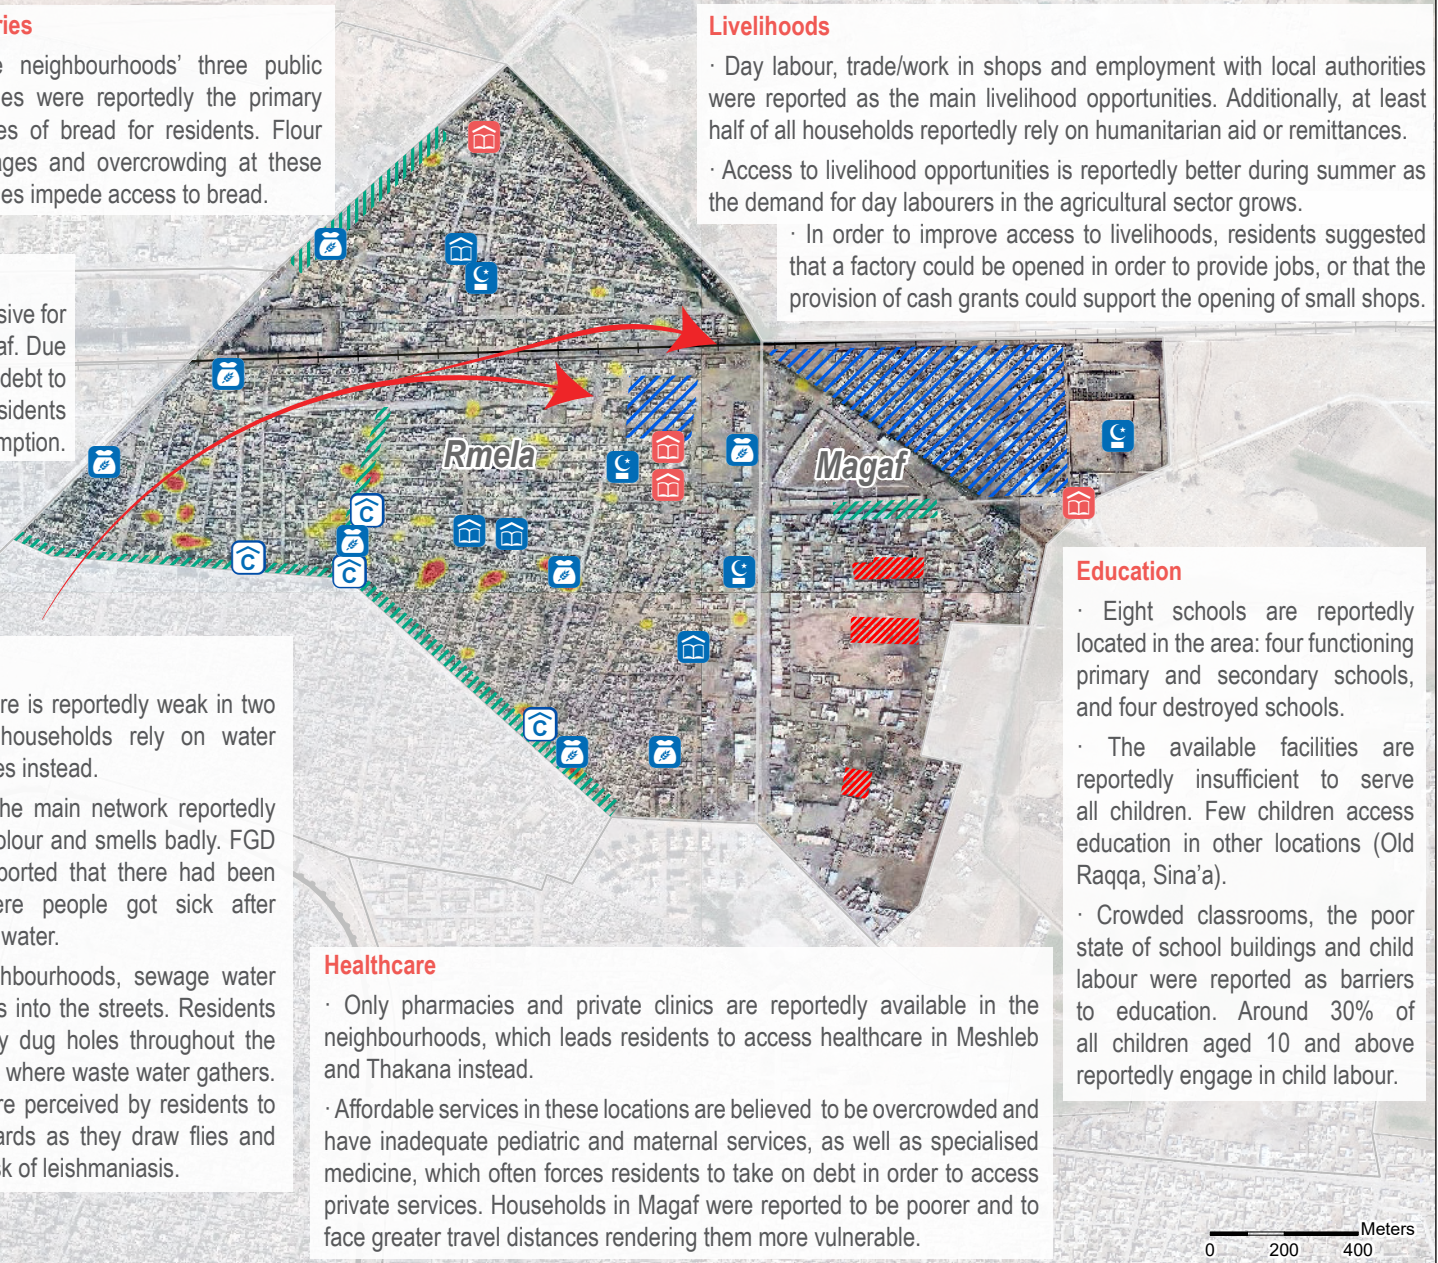 ries
e neighbourhoods' three public
ies were reportedly the primary
es of bread for residents. Flour
ages and overcrowding at these
ies impede access to bread.
sive for
af. Due
debt to
sidents
mption.
re is reportedly weak in two
households rely on water
es instead.
he main network reportedly
olour and smells badly. FGD
ported that there had been
ere people got sick after
water.
ghbourhoods, sewage water
s into the streets. Residents
y dug holes throughout the
where waste water gathers.
re perceived by residents to
ards as they draw flies and
sk of leishmaniasis.
Livelihoods
· Day labour, trade/work in shops and employment with local authorities
were reported as the main livelihood opportunities. Additionally, at least
half of all households reportedly rely on humanitarian aid or remittances.
· Access to livelihood opportunities is reportedly better during summer as
the demand for day labourers in the agricultural sector grows.
· In order to improve access to livelihoods, residents suggested
that a factory could be opened in order to provide jobs, or that the
provision of cash grants could support the opening of small shops.
Rmela
Magaf
C
C
C
C
Education
· Eight schools are reportedly
located in the area: four functioning
primary and secondary schools,
and four destroyed schools.
· The available facilities are
reportedly insufficient to serve
all children. Few children access
education in other locations (Old
Raqqa, Sina'a).
· Crowded classrooms, the poor
state of school buildings and child
labour were reported as barriers
to education. Around 30% of
all children aged 10 and above
reportedly engage in child labour.
Healthcare
· Only pharmacies and private clinics are reportedly available in the
neighbourhoods, which leads residents to access healthcare in Meshleb
and Thakana instead.
· Affordable services in these locations are believed to be overcrowded and
have inadequate pediatric and maternal services, as well as specialised
medicine, which often forces residents to take on debt in order to access
private services. Households in Magaf were reported to be poorer and to
face greater travel distances rendering them more vulnerable.
Meters
0 200 400